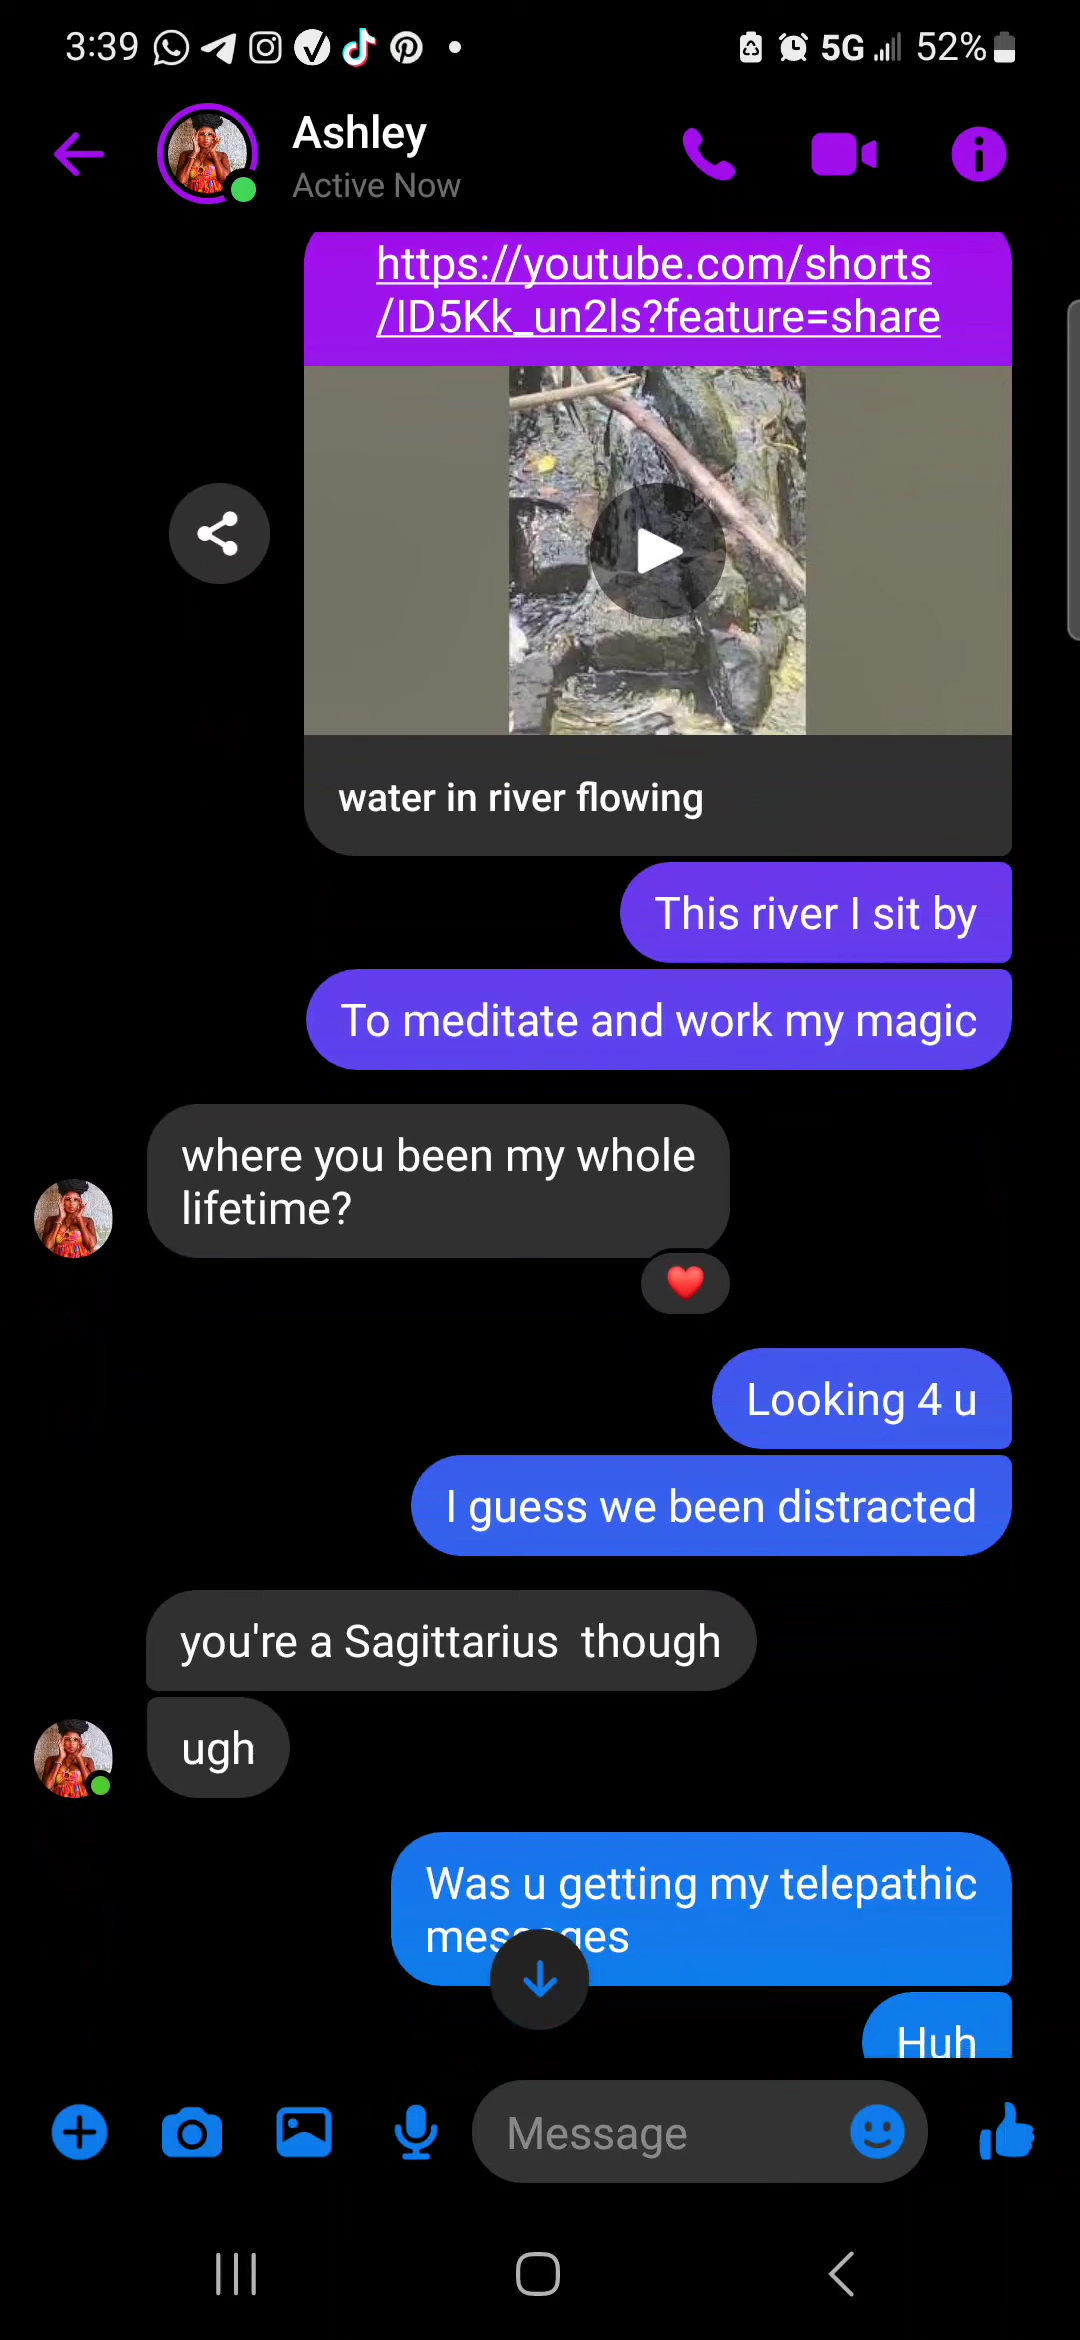 3:39
5G
52%
Ashley
Active Now
https://youtube.com/shorts
/ID5Kk_un2ls?feature=share
water in river flowing
This river I sit by
To meditate and work my magic
where you been my whole
lifetime?
Looking 4 u
I guess we been distracted
you're a Sagittarius  though
ugh
Was u getting my telepathic
Huh
Message